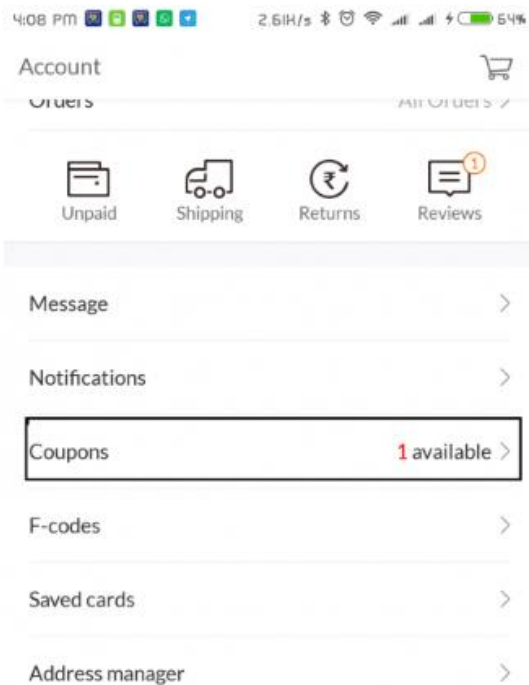 4:08 PM 2.61K/s 64%
Account
Orders All Orders >
1
Unpaid Shipping Returns Reviews
Message >
Notifications >
Coupons 1 available >
F-codes >
Saved cards >
Address manager >